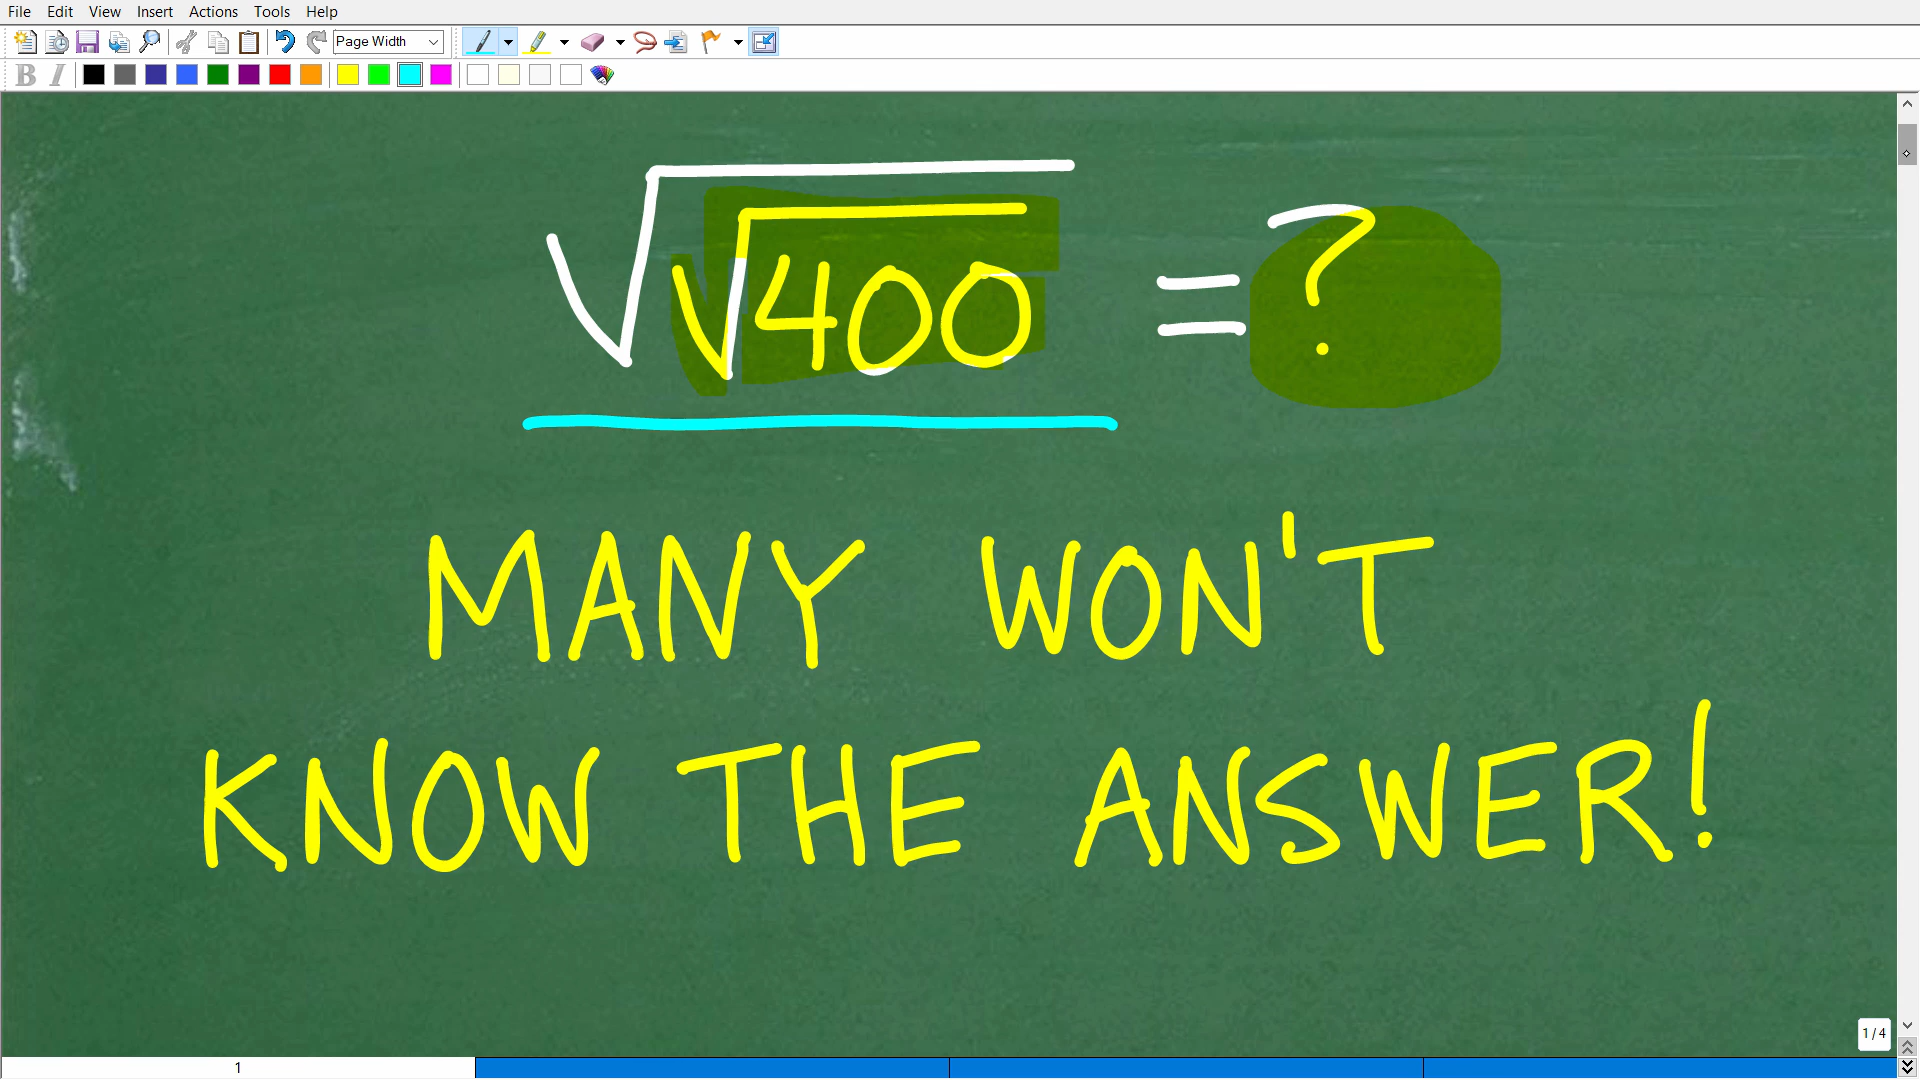 File Edit View Insert Actions Tools Help
Page Width
B I
√√400 = ?
MANY WON'T
KNOW THE ANSWER!
1 / 4
1